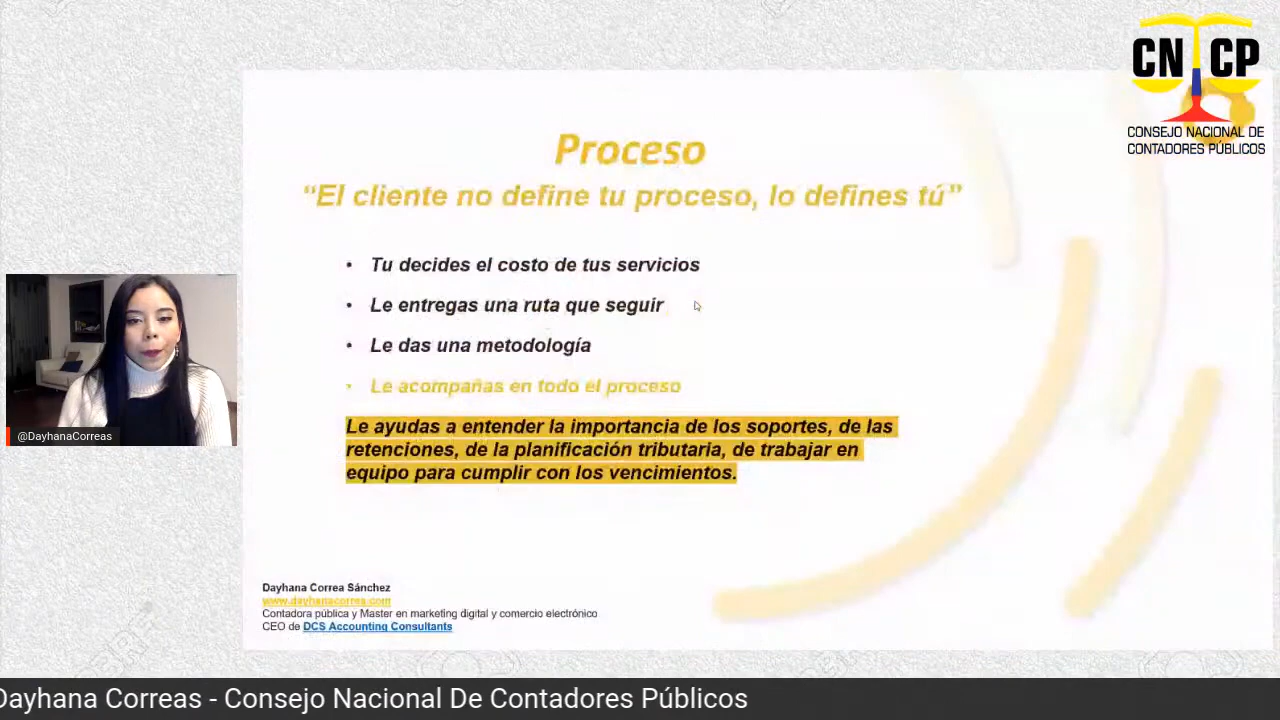 CN CP
CONSEJO NACIONAL DE
CONTADORES PÚBLICOS
Proceso
“El cliente no define tu proceso, lo defines tú”
• Tu decides el costo de tus servicios
• Le entregas una ruta que seguir
• Le das una metodología
• Le acompañas en todo el proceso
Le ayudas a entender la importancia de los soportes, de las
retenciones, de la planificación tributaria, de trabajar en
equipo para cumplir con los vencimientos.
@DayhanaCorreas
Dayhana Correa Sánchez
www.dayhanacorrea.com
Contadora pública y Master en marketing digital y comercio electrónico
CEO de DCS Accounting Consultants
Dayhana Correas - Consejo Nacional De Contadores Públicos